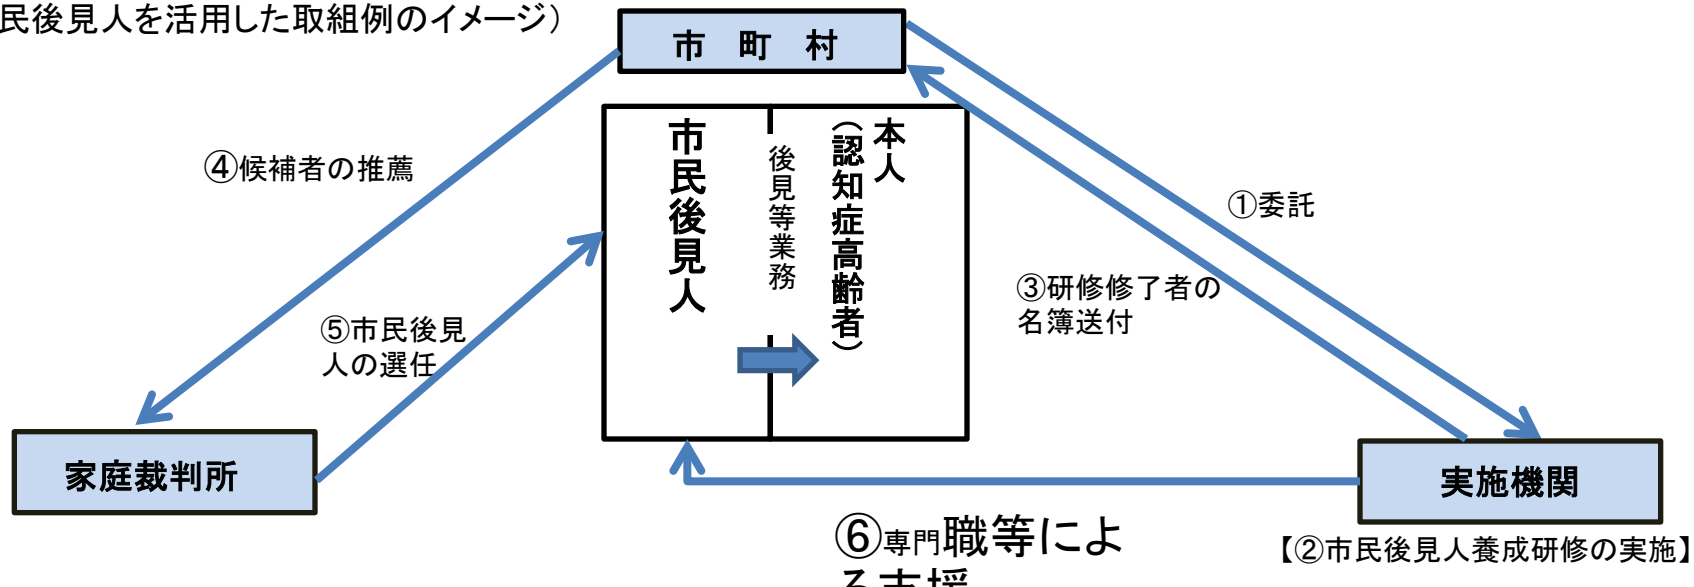 民後見人を活用した取組例のイメージ）
市　町　村
④候補者の推薦
市民後見人
後見等業務
本人
（認知症高齢者）
①委託
③研修修了者の
名簿送付
⑤市民後見
人の選任
家庭裁判所
実施機関
⑥専門職等によ
る支援
【②市民後見人養成研修の実施】